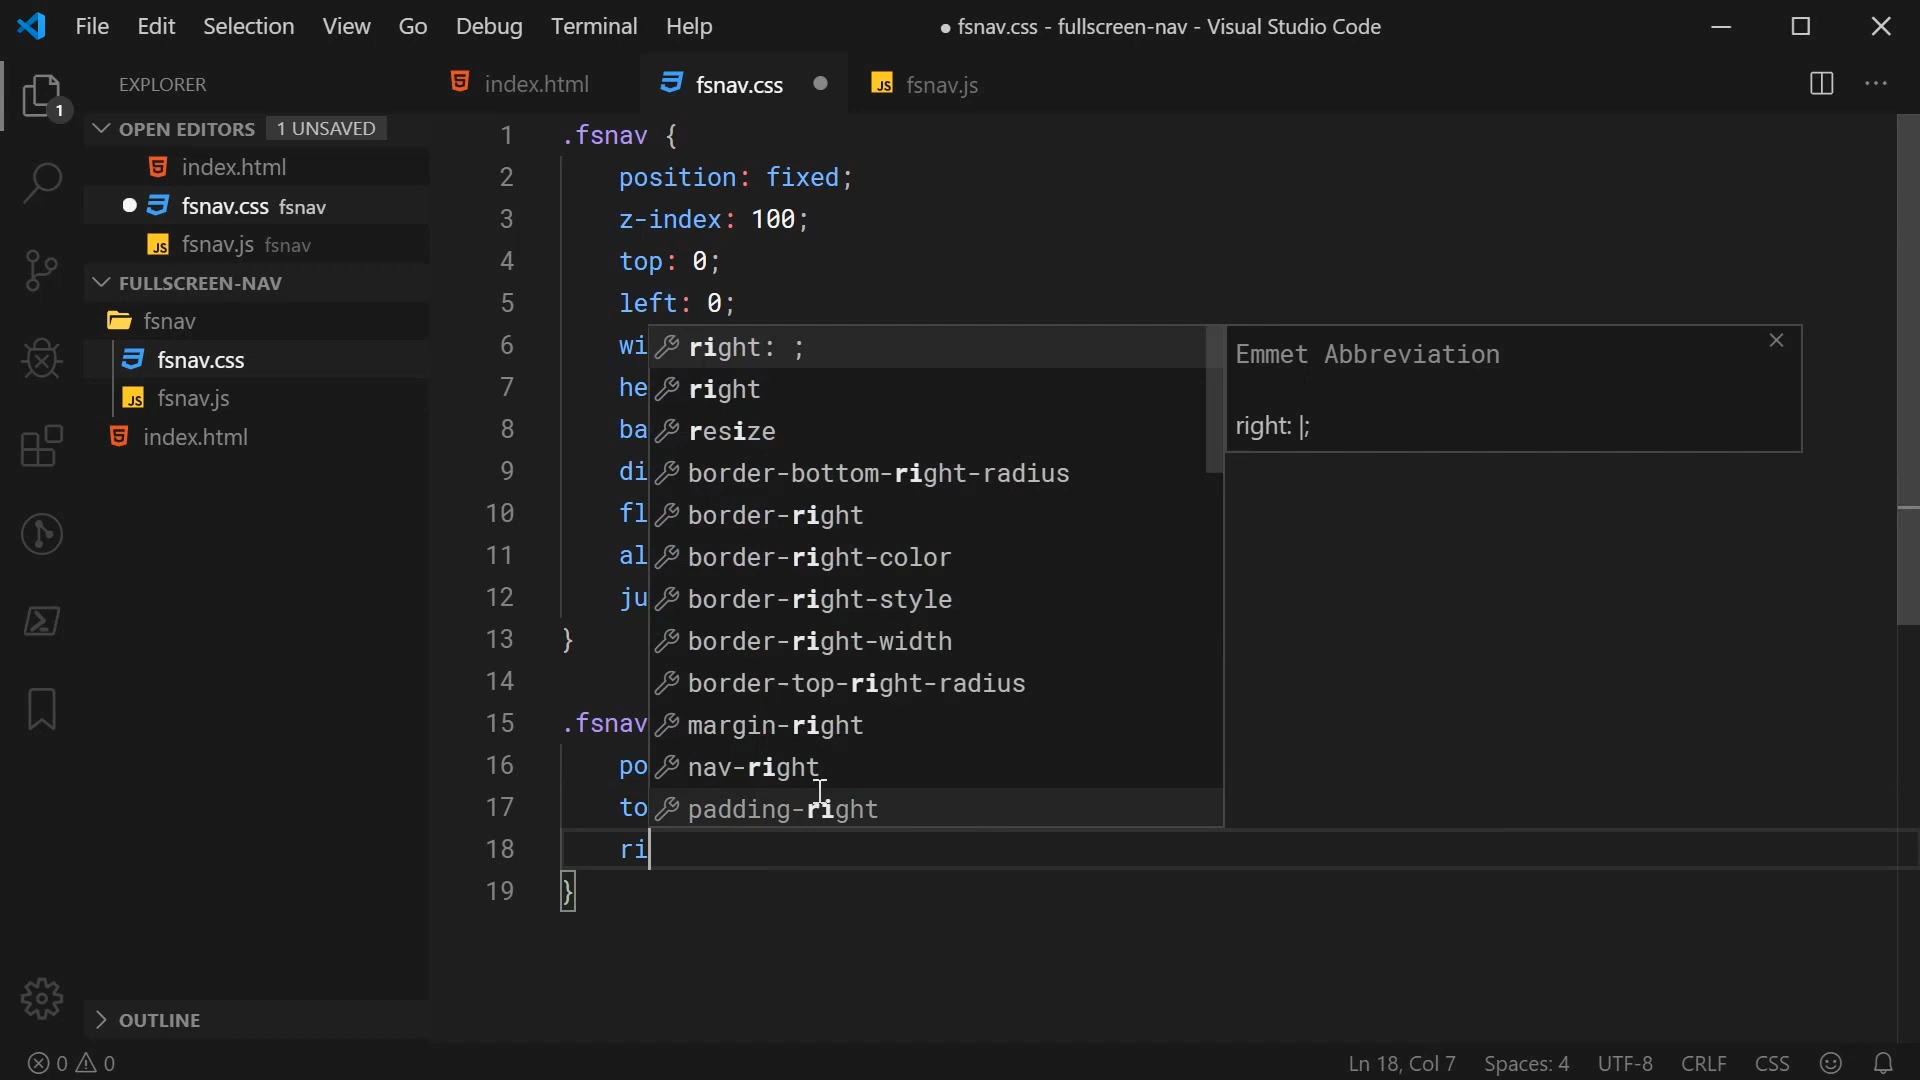 File Edit Selection View Go Debug Terminal Help
● fsnav.css - fullscreen-nav - Visual Studio Code
1
EXPLORER
OPEN EDITORS 1 UNSAVED
index.html
fsnav.css fsnav
fsnav.js fsnav
FULLSCREEN-NAV
fsnav
fsnav.css
fsnav.js
index.html
OUTLINE
index.html fsnav.css fsnav.js
1 .fsnav {
2 position: fixed;
3 z-index: 100;
4 top: 0;
5 left: 0;
6 wi
7 he
8 ba
9 di
10 fl
11 al
12 ju
13 }
14
15 .fsnav
16 po
17 to
18 ri
19 }
right: ;
right
resize
border-bottom-right-radius
border-right
border-right-color
border-right-style
border-right-width
border-top-right-radius
margin-right
nav-right
padding-right
Emmet Abbreviation
right: |;
0 0
Ln 18, Col 7 Spaces: 4 UTF-8 CRLF CSS